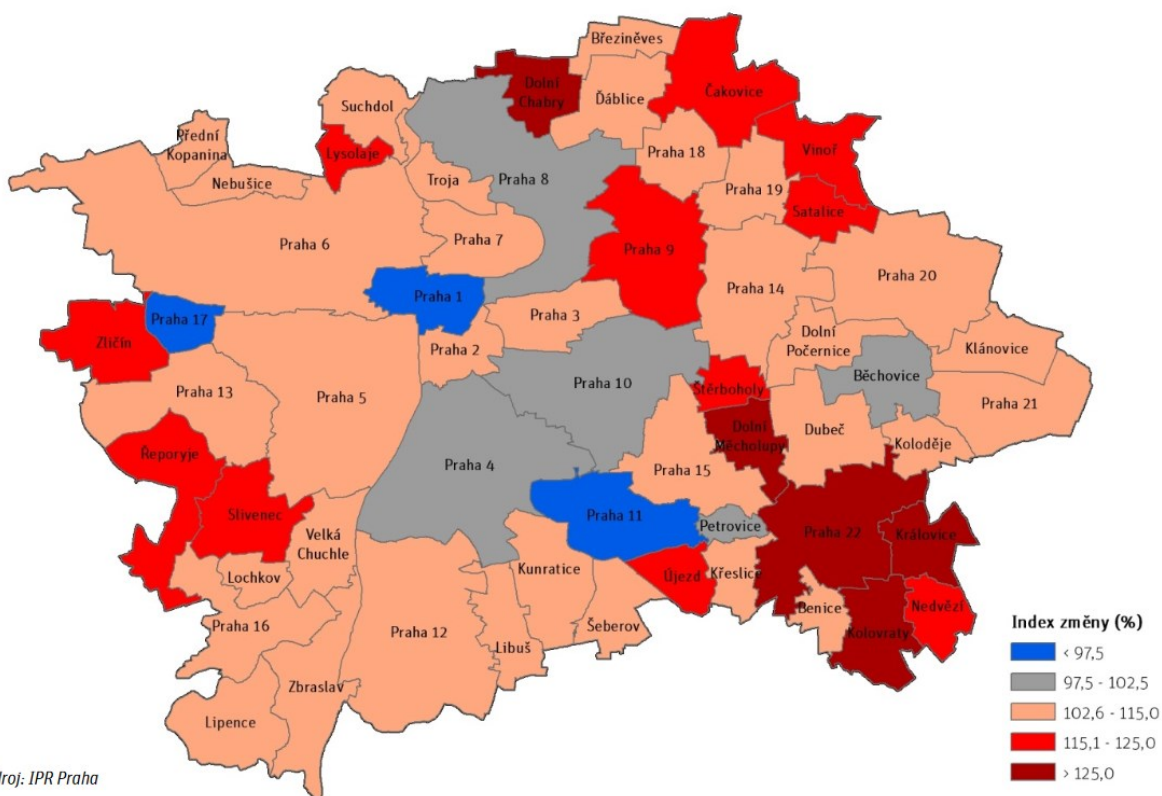 Březiněves
Dolní
Chabry
Ďáblice
Čakovice
Suchdol
Přední
Kopanina
Lysolaje
Nebušice
Troja
Praha 8
Praha 18
Vinoř
Praha 19
Satalice
Praha 6
Praha 7
Praha 9
Praha 20
Praha 1
Praha 14
Praha 17
Praha 3
Zličín
Praha 2
Dolní
Počernice
Klánovice
Běchovice
Praha 13
Praha 5
Praha 10
Štěrboholy
Praha 21
Dolní
Měcholupy
Dubeč
Koloděje
Řeporyje
Praha 4
Praha 15
Slivenec
Praha 11
Petrovice
Praha 22
Královice
Velká
Chuchle
Lochkov
Kunratice
Újezd
Křeslice
Benice
Nedvězí
Kolovraty
Praha 16
Praha 12
Libuš
Šeberov
Zbraslav
Lipence
Index změny (%)
< 97,5
97,5 - 102,5
102,6 - 115,0
115,1 - 125,0
> 125,0
droj: IPR Praha